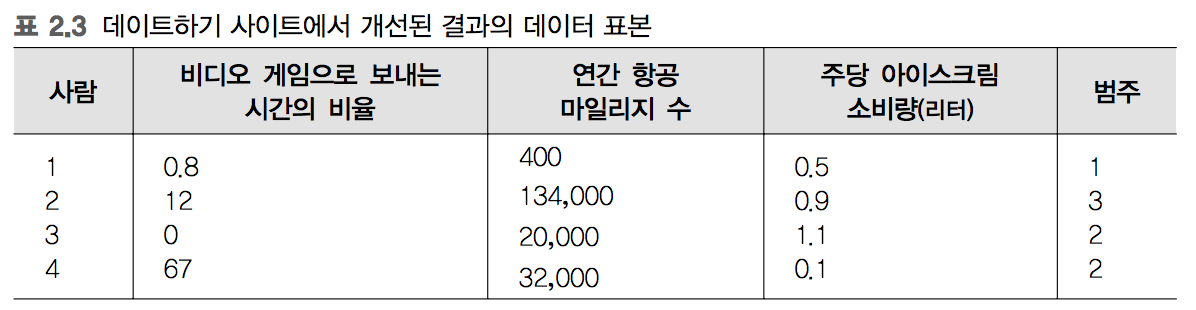 표 2.3 데이트하기 사이트에서 개선된 결과의 데이터 표본
사람 비디오 게임으로 보내는 시간의 비율 연간 항공 마일리지 수 주당 아이스크림 소비량(리터) 범주
1 0.8 400 0.5 1
2 12 134,000 0.9 3
3 0 20,000 1.1 2
4 67 32,000 0.1 2